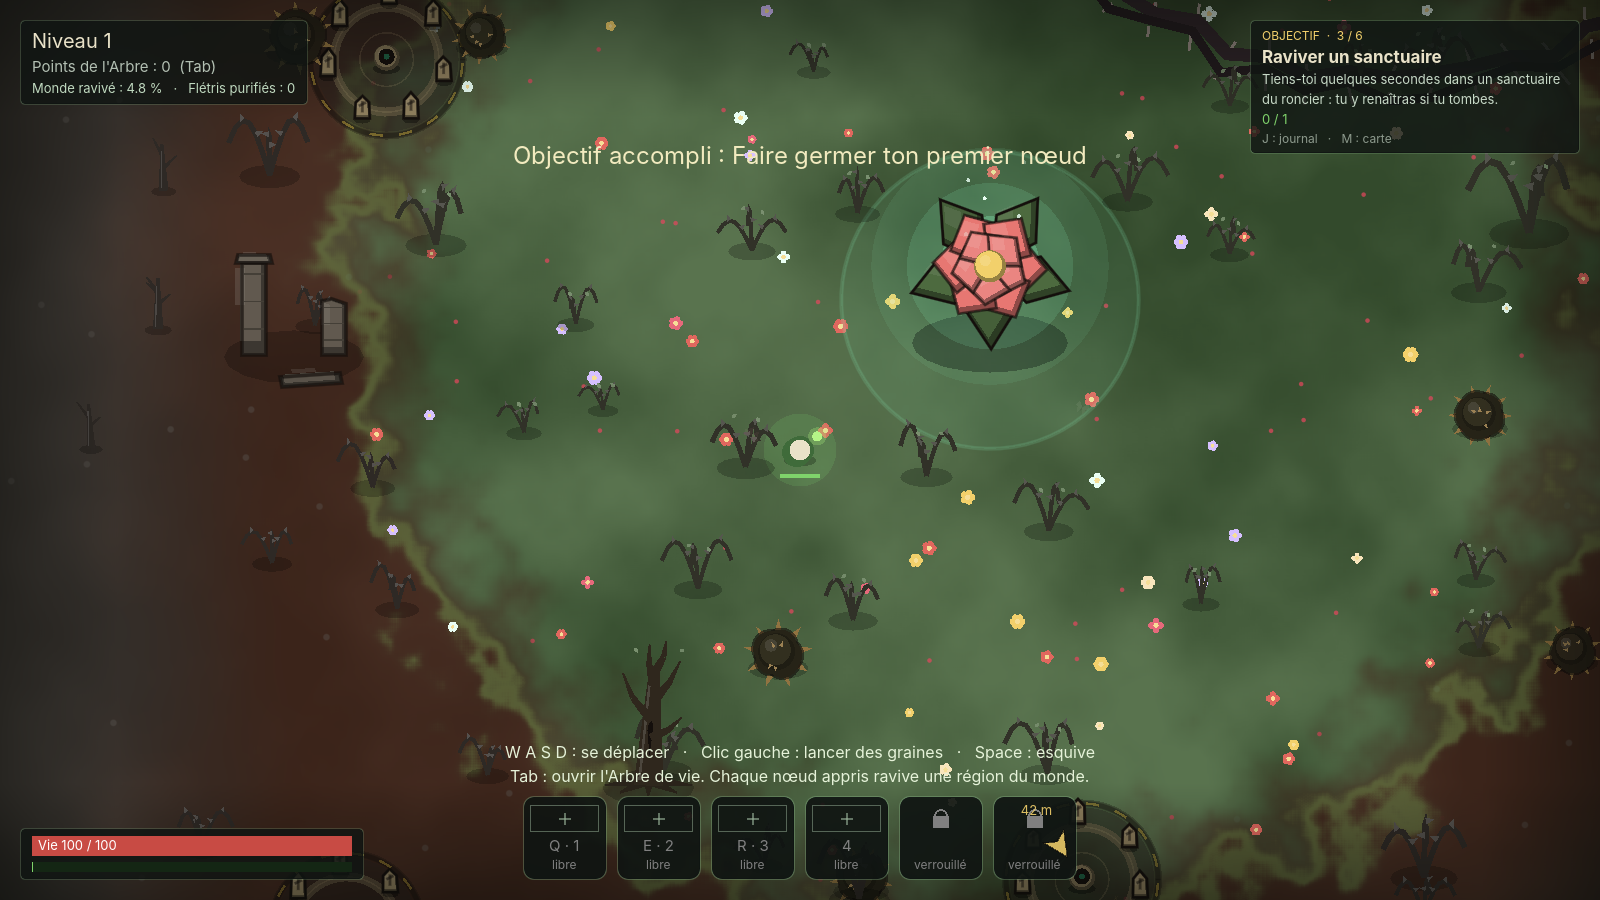 Niveau 1
Points de l'Arbre : 0  (Tab)
Monde ravivé : 4.8 %  ·  Flétris purifiés : 0
OBJECTIF · 3 / 6
Raviver un sanctuaire
Tiens-toi quelques secondes dans un sanctuaire
du roncier : tu y renaîtras si tu tombes.
0 / 1
J : journal  ·  M : carte
Objectif accompli : Faire germer ton premier nœud
W A S D : se déplacer  ·  Clic gauche : lancer des graines  ·  Space : esquive
Tab : ouvrir l'Arbre de vie. Chaque nœud appris ravive une région du monde.
42 m
Q · 1
E · 2
R · 3
4
libre
libre
libre
libre
verrouillé
verrouillé
Vie 100 / 100